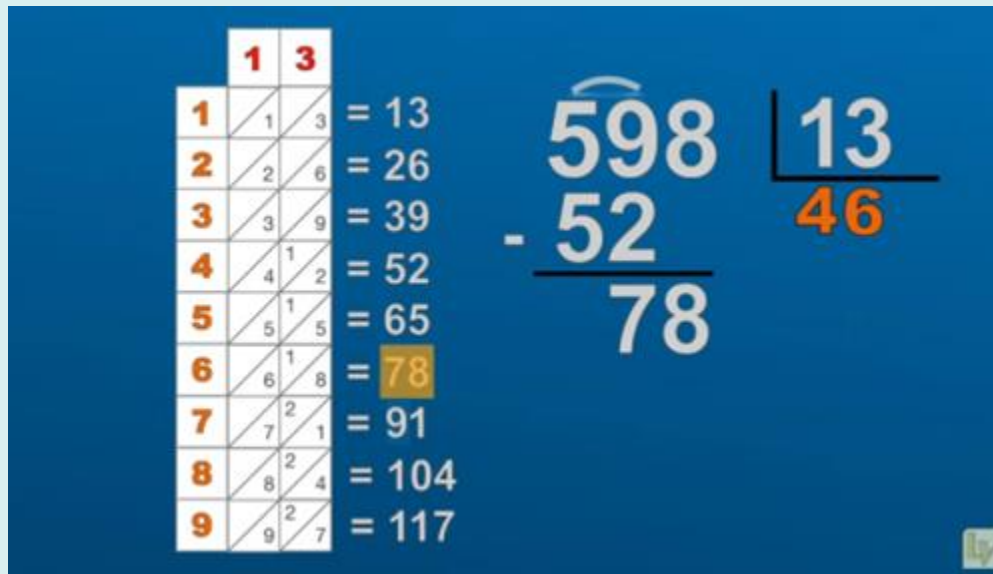 1 3
1 1 3 = 13
2 2 6 = 26
3 3 9 = 39
4 4 1 2 = 52
5 5 1 5 = 65
6 6 1 8 = 78
7 7 2 1 = 91
8 8 2 4 = 104
9 9 2 7 = 117
598 13
- 52 46
78